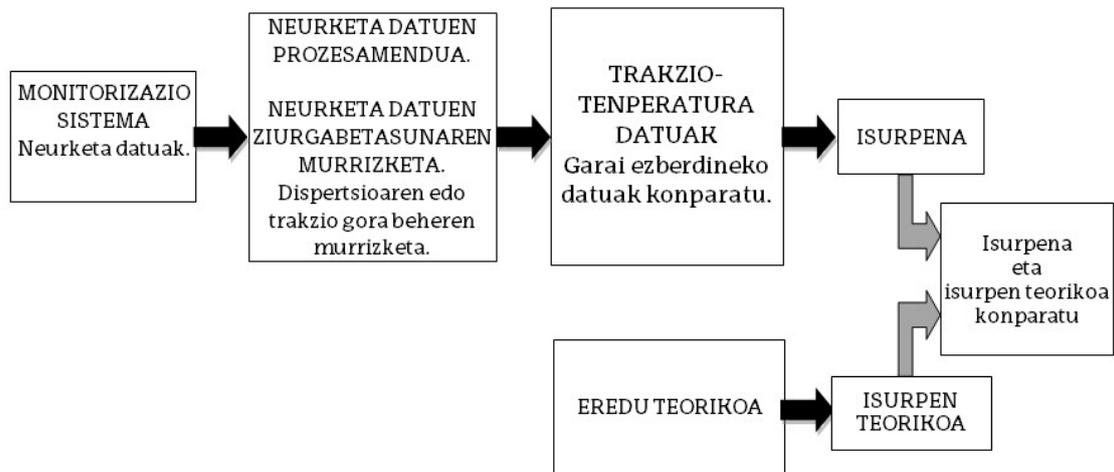 MONITORIZAZIO
SISTEMA
Neurketa datuak.
NEURKETA DATUEN
PROZESAMENDUA.
NEURKETA DATUEN
ZIURGABETASUNAREN
MURRIZKETA.
Dispertsioaren edo
trakzio gora beheren
murrizketa.
TRAKZIO-
TENPERATURA
DATUAK
Garai ezberdineko
datuak konparatu.
ISURPENA
Isurpena
eta
isurpen teorikoa
konparatu
EREDU TEORIKOA
ISURPEN
TEORIKOA